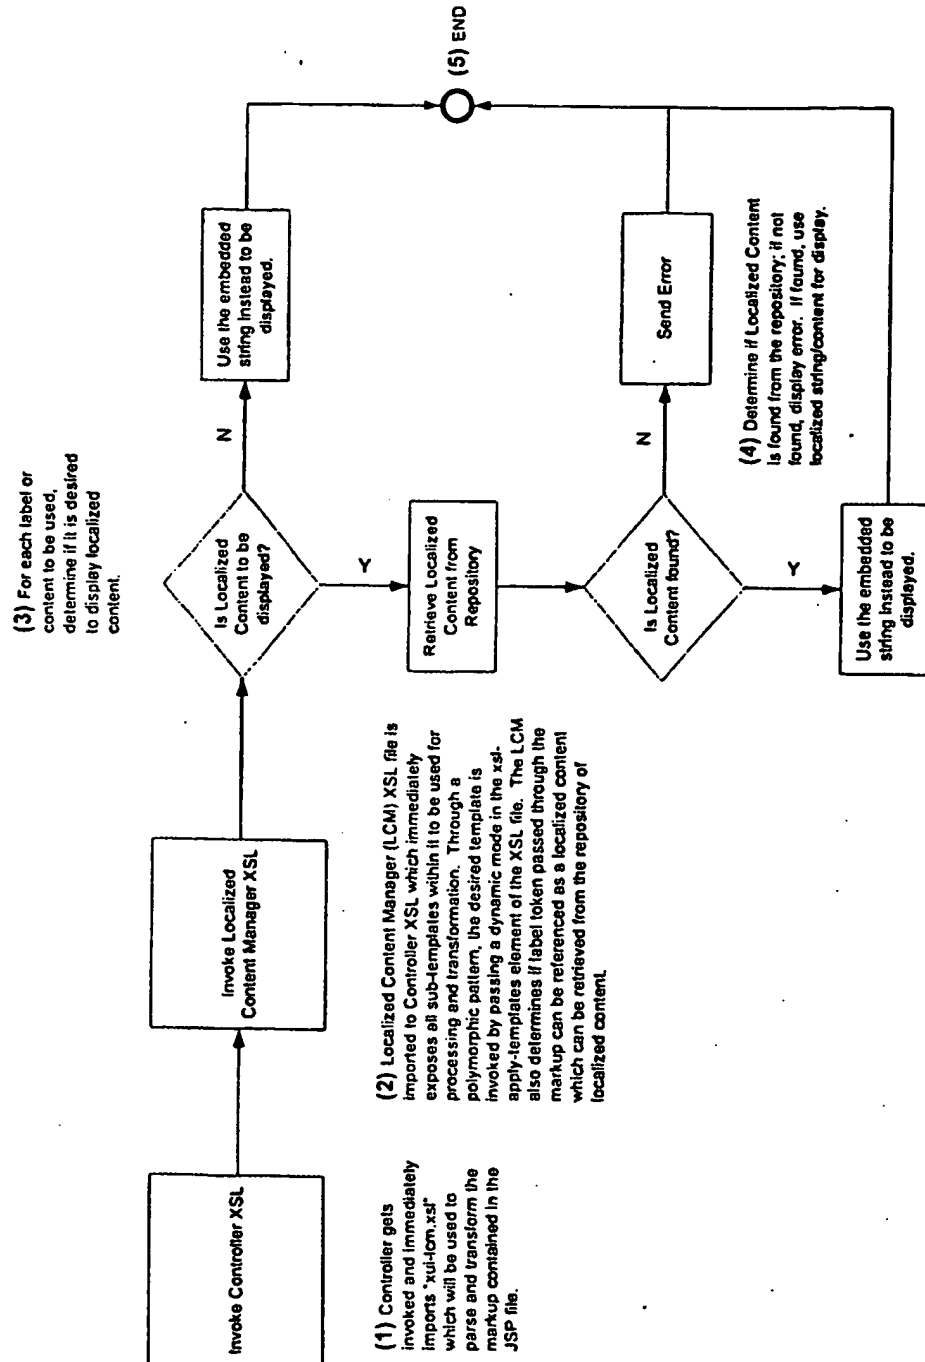 Invoke Controller XSL
(1) Controller gets
invoked and immediately
imports "xui-lcm.xsl"
which will be used to
parse and transform the
markup contained in the
JSP file.
Invoke Localized
Content Manager XSL
(2) Localized Content Manager (LCM) XSL file is
imported to Controller XSL which immediately
exposes all sub-templates within it to be used for
processing and transformation. Through a
polymorphic pattern, the desired template is
invoked by passing a dynamic mode in the xsl-
apply-templates element of the XSL file. The LCM
also determines if label token passed through the
markup can be referenced as a localized content
which can be retrieved from the repository of
localized content.
(3) For each label or
content to be used,
determine if it is desired
to display localized
content.
Is Localized
Content to be
displayed?
N
Use the embedded
string instead to be
displayed.
Y
Retrieve Localized
Content from
Repository
Is Localized
Content found?
N
Send Error
Y
Use the embedded
string instead to be
displayed.
(4) Determine if Localized Content
is found from the repository; if not
found, display error. If found, use
localized string/content for display.
(5) END